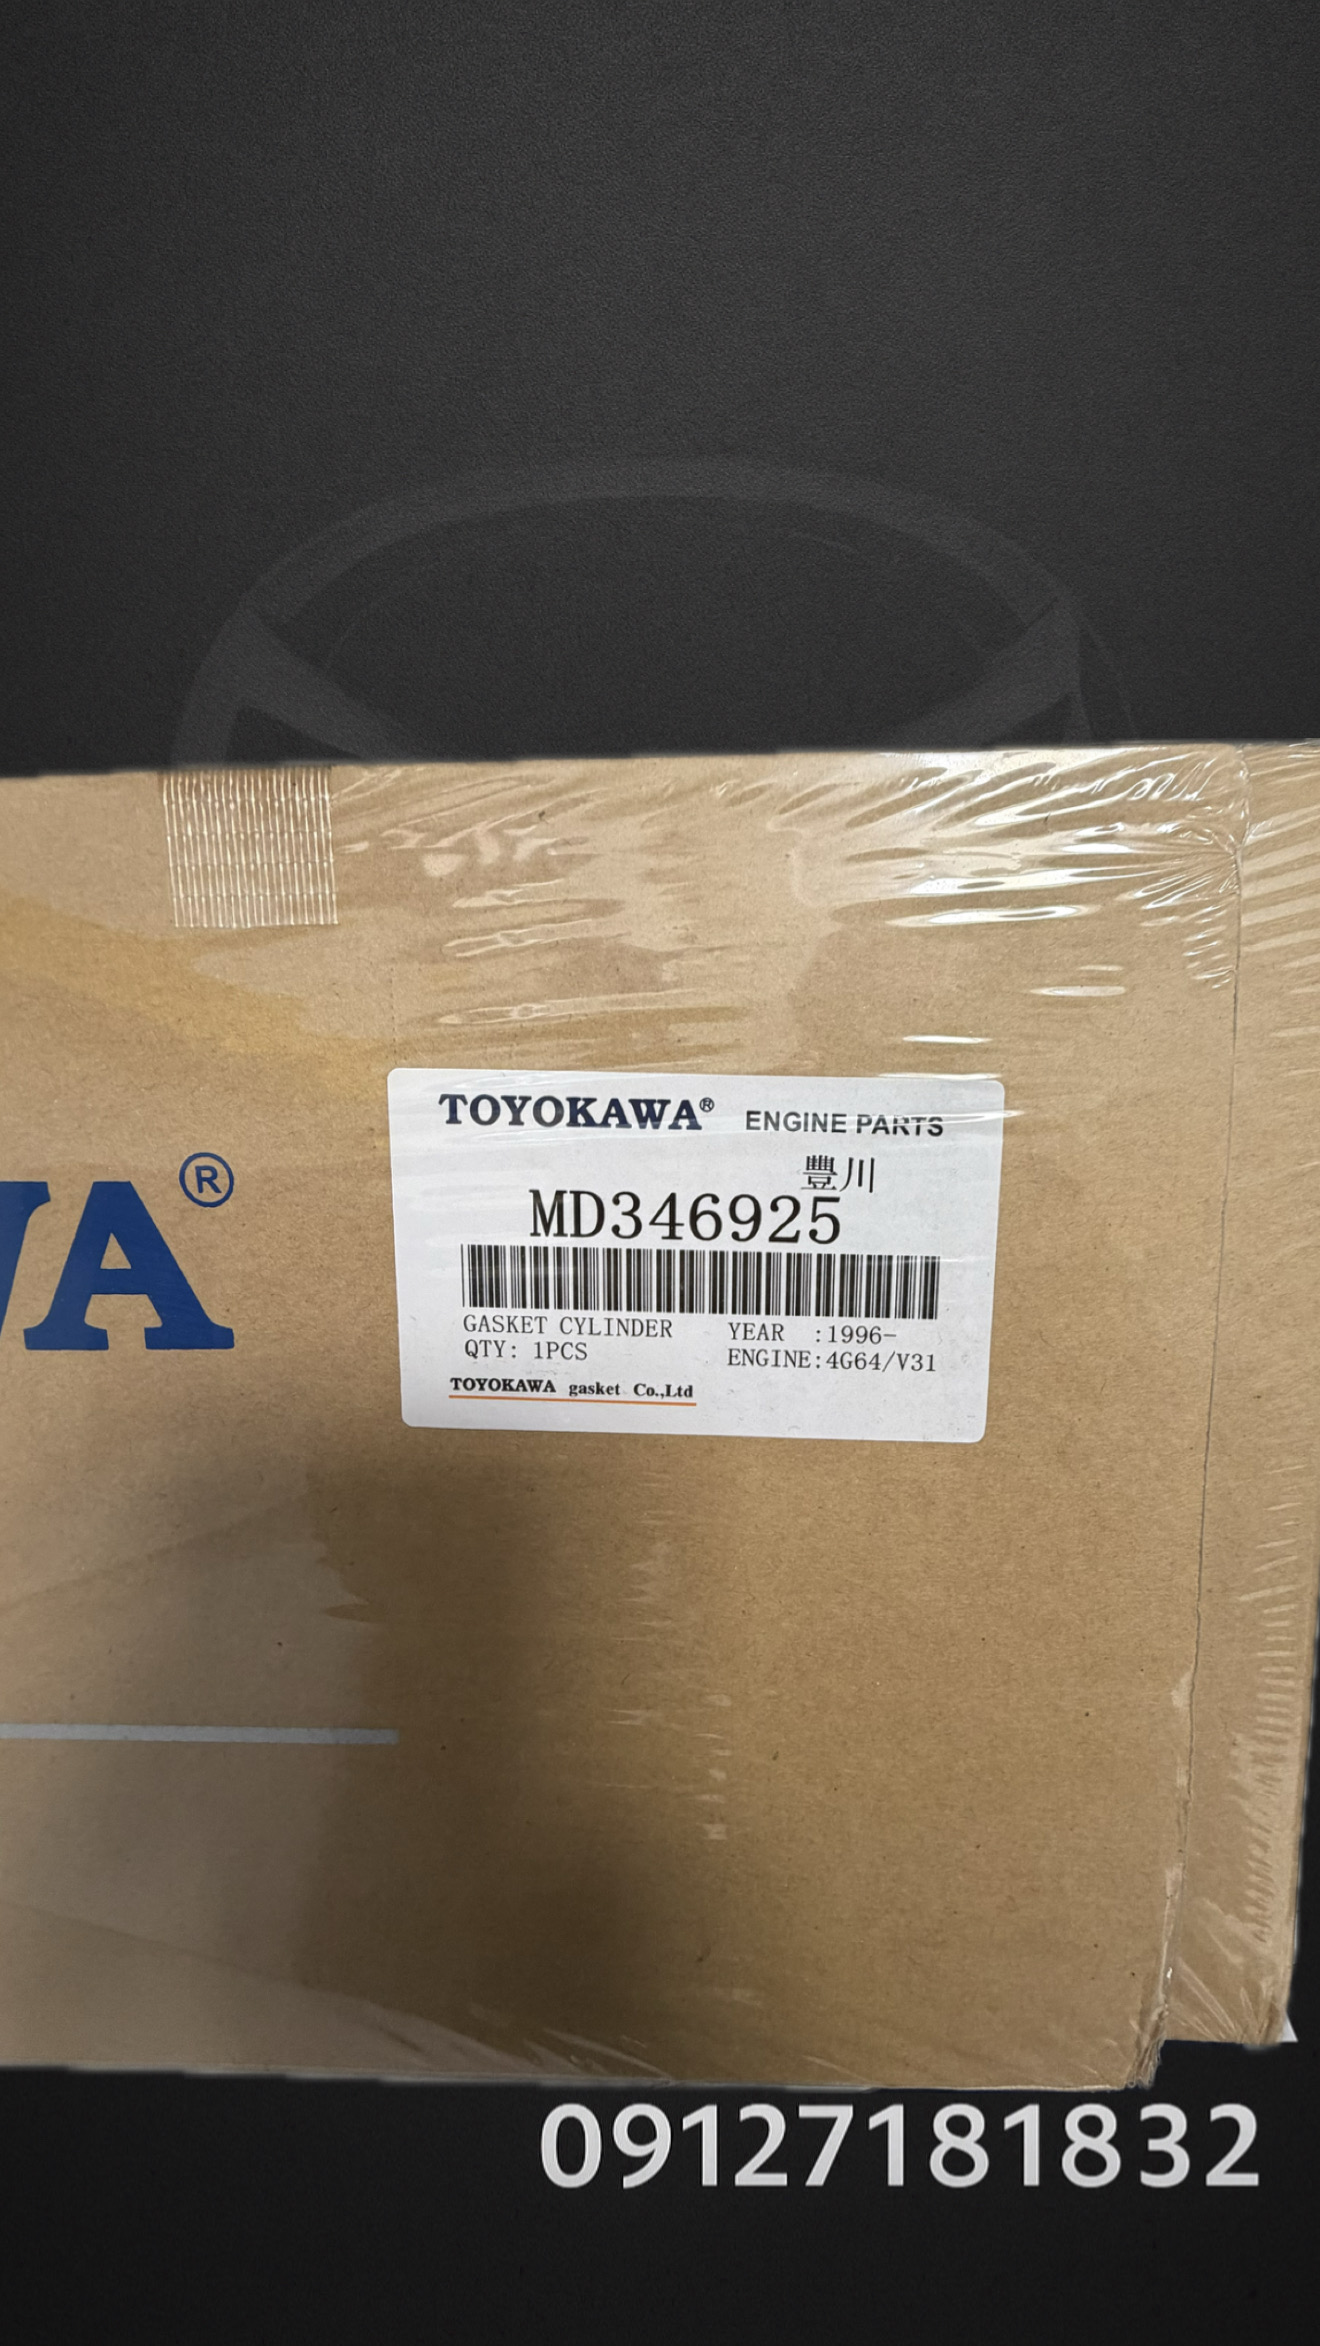 WA®
TOYOKAWA® ENGINE PARTS
豐川
MD346925
GASKET CYLINDER YEAR :1996-
QTY: 1PCS ENGINE:4G64/V31
TOYOKAWA gasket Co.,Ltd
09127181832